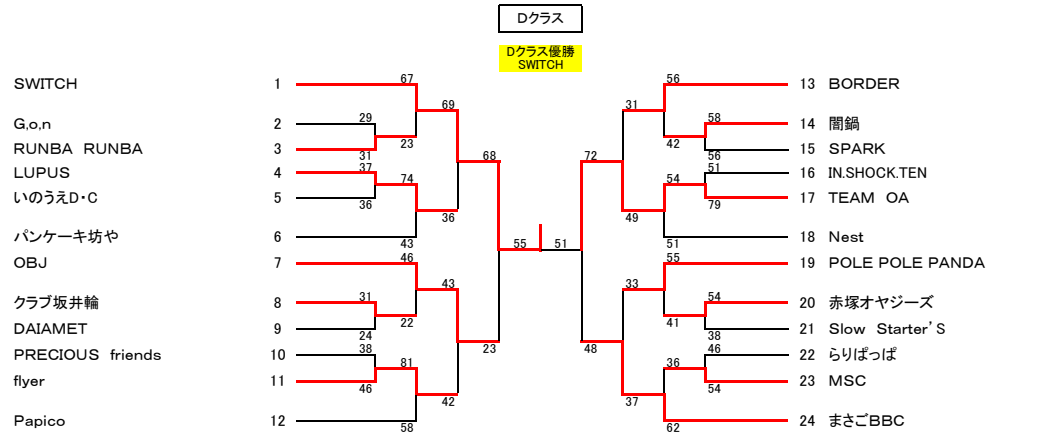 Dクラス
Dクラス優勝
SWITCH
SWITCH 1 67
69
G,o,n 2 29
23
RUNBA RUNBA 3 31
68
LUPUS 4 37
74
いのうえD・C 5 36
36
パンケーキ坊や 6 43
55
OBJ 7 46
43
クラブ坂井輪 8 31
22
DAIAMET 9 24
23
PRECIOUS friends 10 38
81
flyer 11 46
42
Papico 12 58
56 13 BORDER
31
58 14 闇鍋
42
56 15 SPARK
72
51 16 IN.SHOCK.TEN
54
79 17 TEAM OA
49
51 18 Nest
51
55 19 POLE POLE PANDA
33
54 20 赤塚オヤジーズ
41
38 21 Slow Starter'S
48
46 22 らりぱっぱ
36
54 23 MSC
37
62 24 まさごBBC